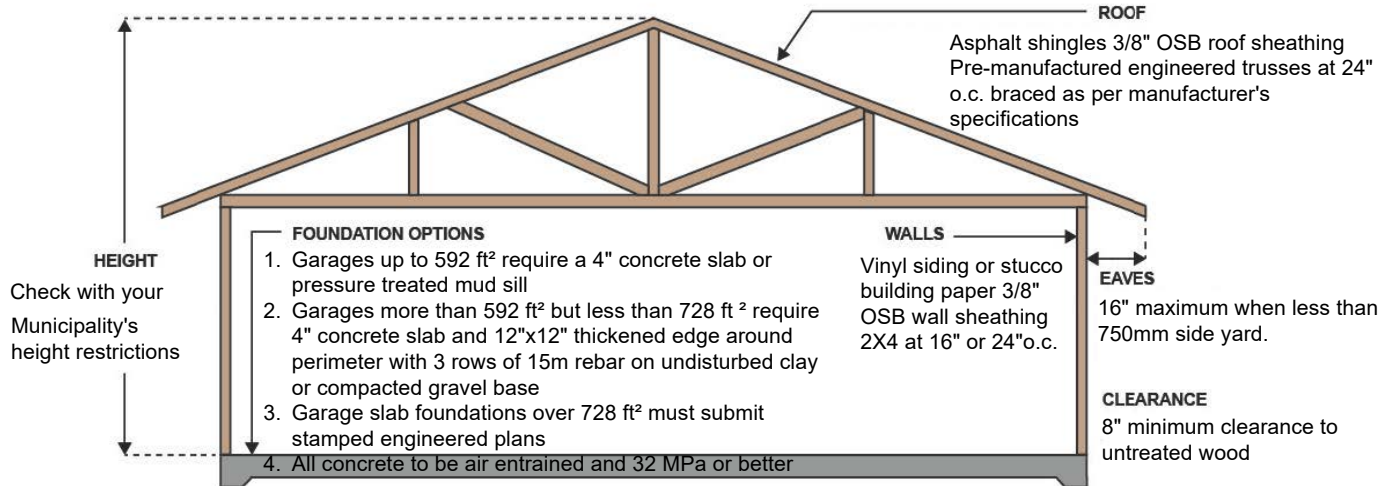 ROOF
Asphalt shingles 3/8" OSB roof sheathing
Pre-manufactured engineered trusses at 24"
o.c. braced as per manufacturer's
specifications
HEIGHT
Check with your
Municipality's
height restrictions
FOUNDATION OPTIONS
1. Garages up to 592 ft² require a 4" concrete slab or
pressure treated mud sill
2. Garages more than 592 ft² but less than 728 ft ² require
4" concrete slab and 12"x12" thickened edge around
perimeter with 3 rows of 15m rebar on undisturbed clay
or compacted gravel base
3. Garage slab foundations over 728 ft² must submit
stamped engineered plans
4. All concrete to be air entrained and 32 MPa or better
WALLS
Vinyl siding or stucco
building paper 3/8"
OSB wall sheathing
2X4 at 16" or 24"o.c.
EAVES
16" maximum when less than
750mm side yard.
CLEARANCE
8" minimum clearance to
untreated wood